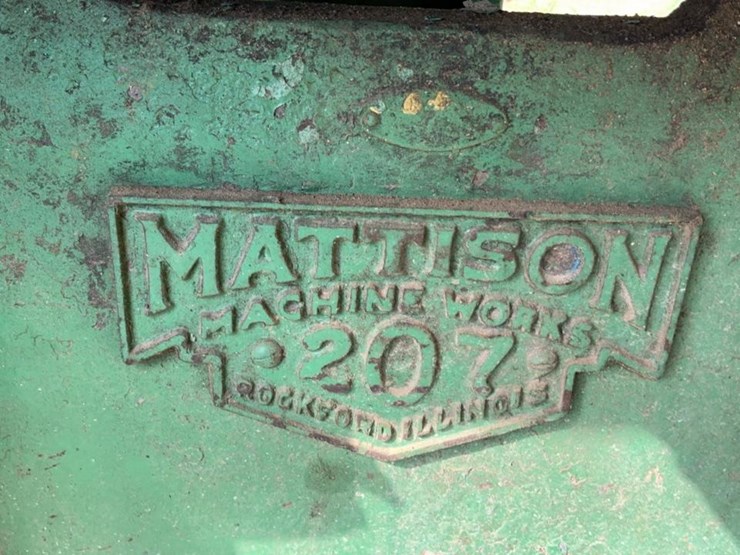 MATTISON
MACHINE WORKS
207
ROCKFORD ILLINOIS